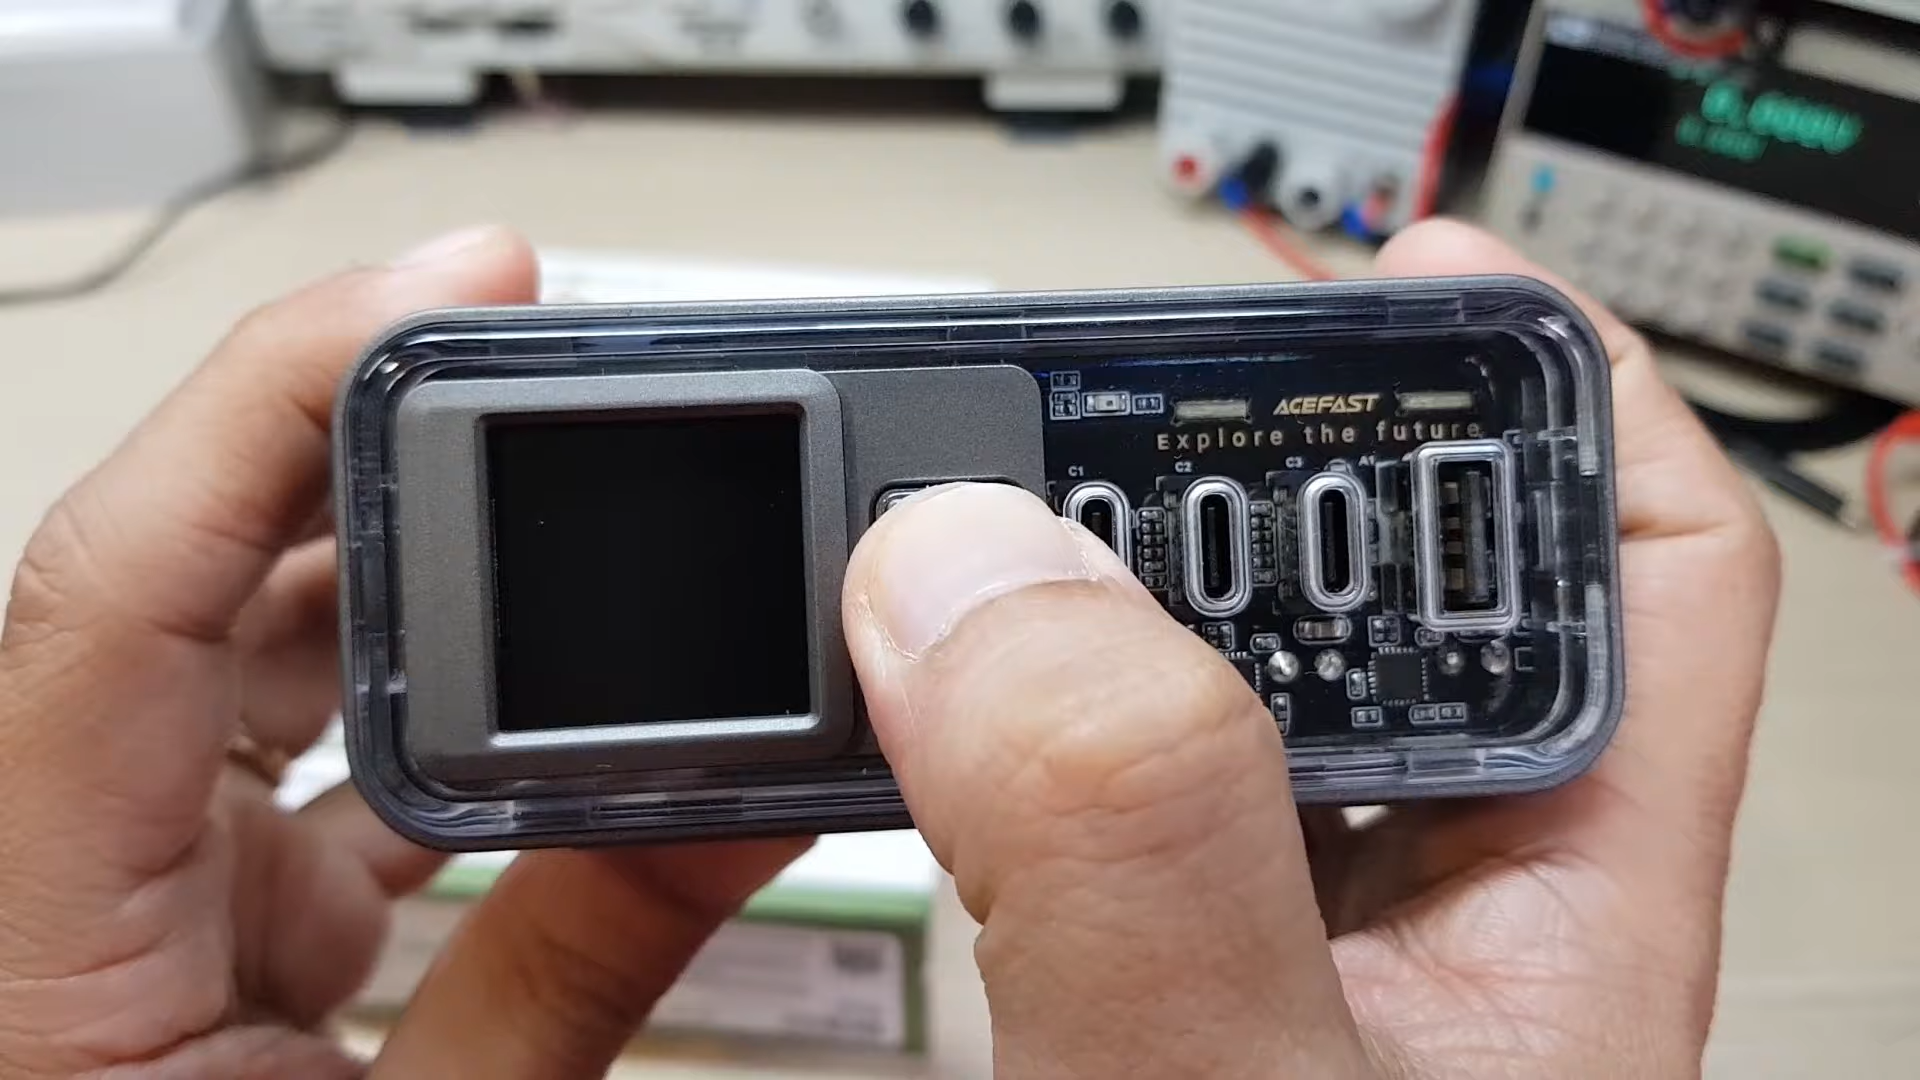 ACEFAST
Explore the future
C1
C2
C3
A1